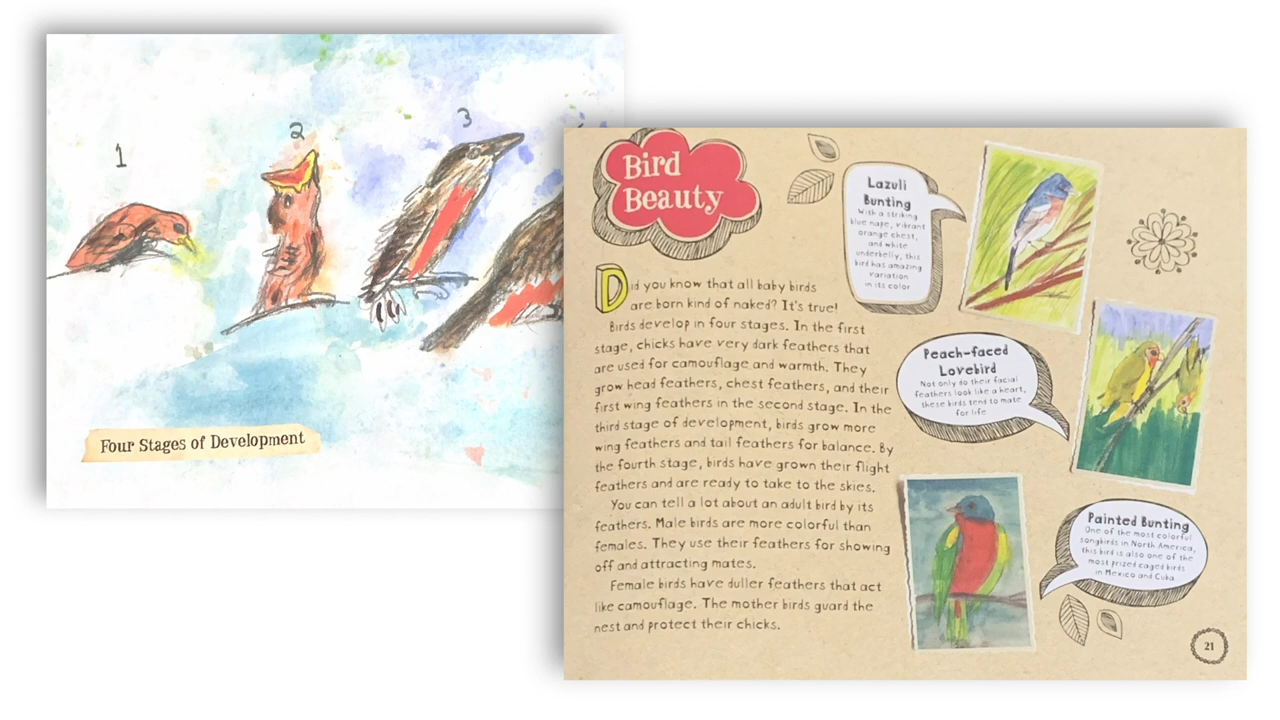 1
2
3
Four Stages of Development
Bird
Beauty
Did you know that all baby birds
are born kind of naked? It's true!
Birds develop in four stages. In the first
stage, chicks have very dark feathers that
are used for camouflage and warmth. They
grow head feathers, chest feathers, and their
first wing feathers in the second stage. In the
third stage of development, birds grow more
wing feathers and tail feathers for balance. By
the fourth stage, birds have grown their flight
feathers and are ready to take to the skies.
You can tell a lot about an adult bird by its
feathers. Male birds are more colorful than
females. They use their feathers for showing
off and attracting mates.
Female birds have duller feathers that act
like camouflage. The mother birds guard the
nest and protect their chicks.
Lazuli
Bunting
With a striking
blue nape, vibrant
orange chest,
and white
underbelly, this
bird has amazing
variation
in its color
Peach-faced
Lovebird
Not only do their facial
feathers look like a heart,
these birds tend to mate
for life
Painted Bunting
One of the most colorful
songbirds in North America,
this bird is also one of the
most prized caged birds
in Mexico and Cuba
21